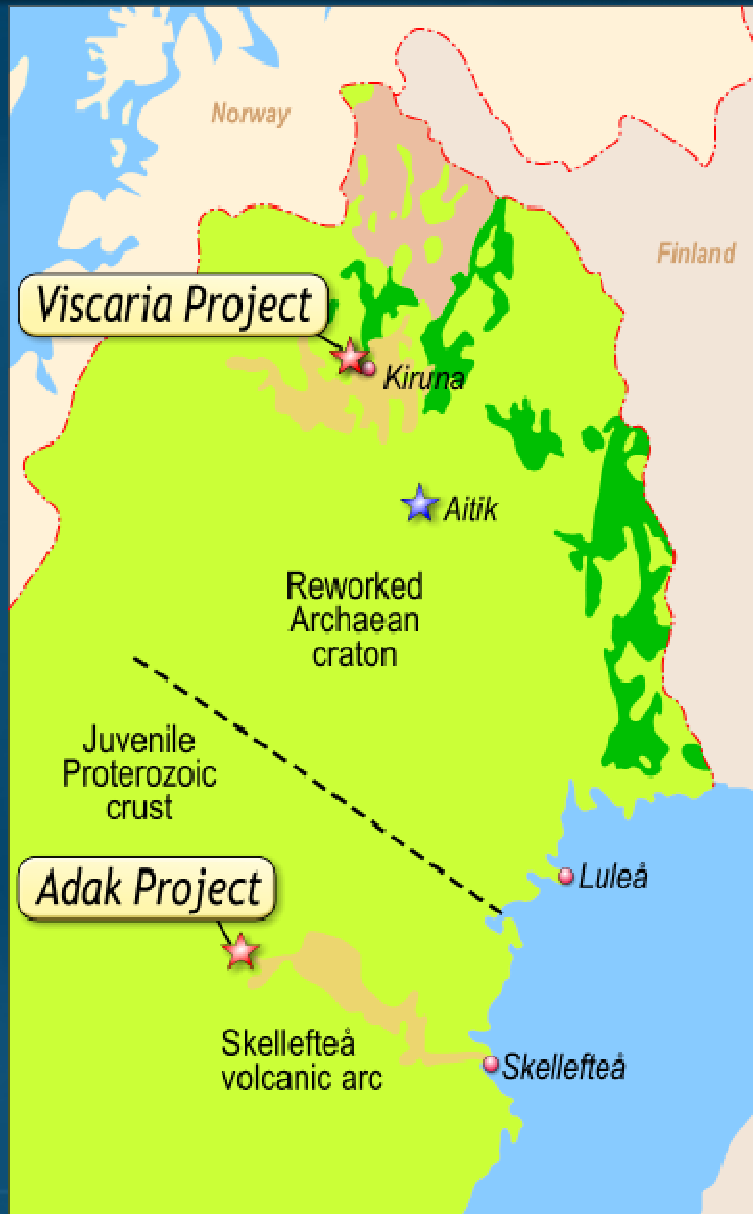 Norway
Finland
Viscaria Project
Kiruna
Aitik
Reworked
Archaean
craton
Juvenile
Proterozoic
crust
Adak Project
Luleå
Skellefteå
volcanic arc
Skellefteå